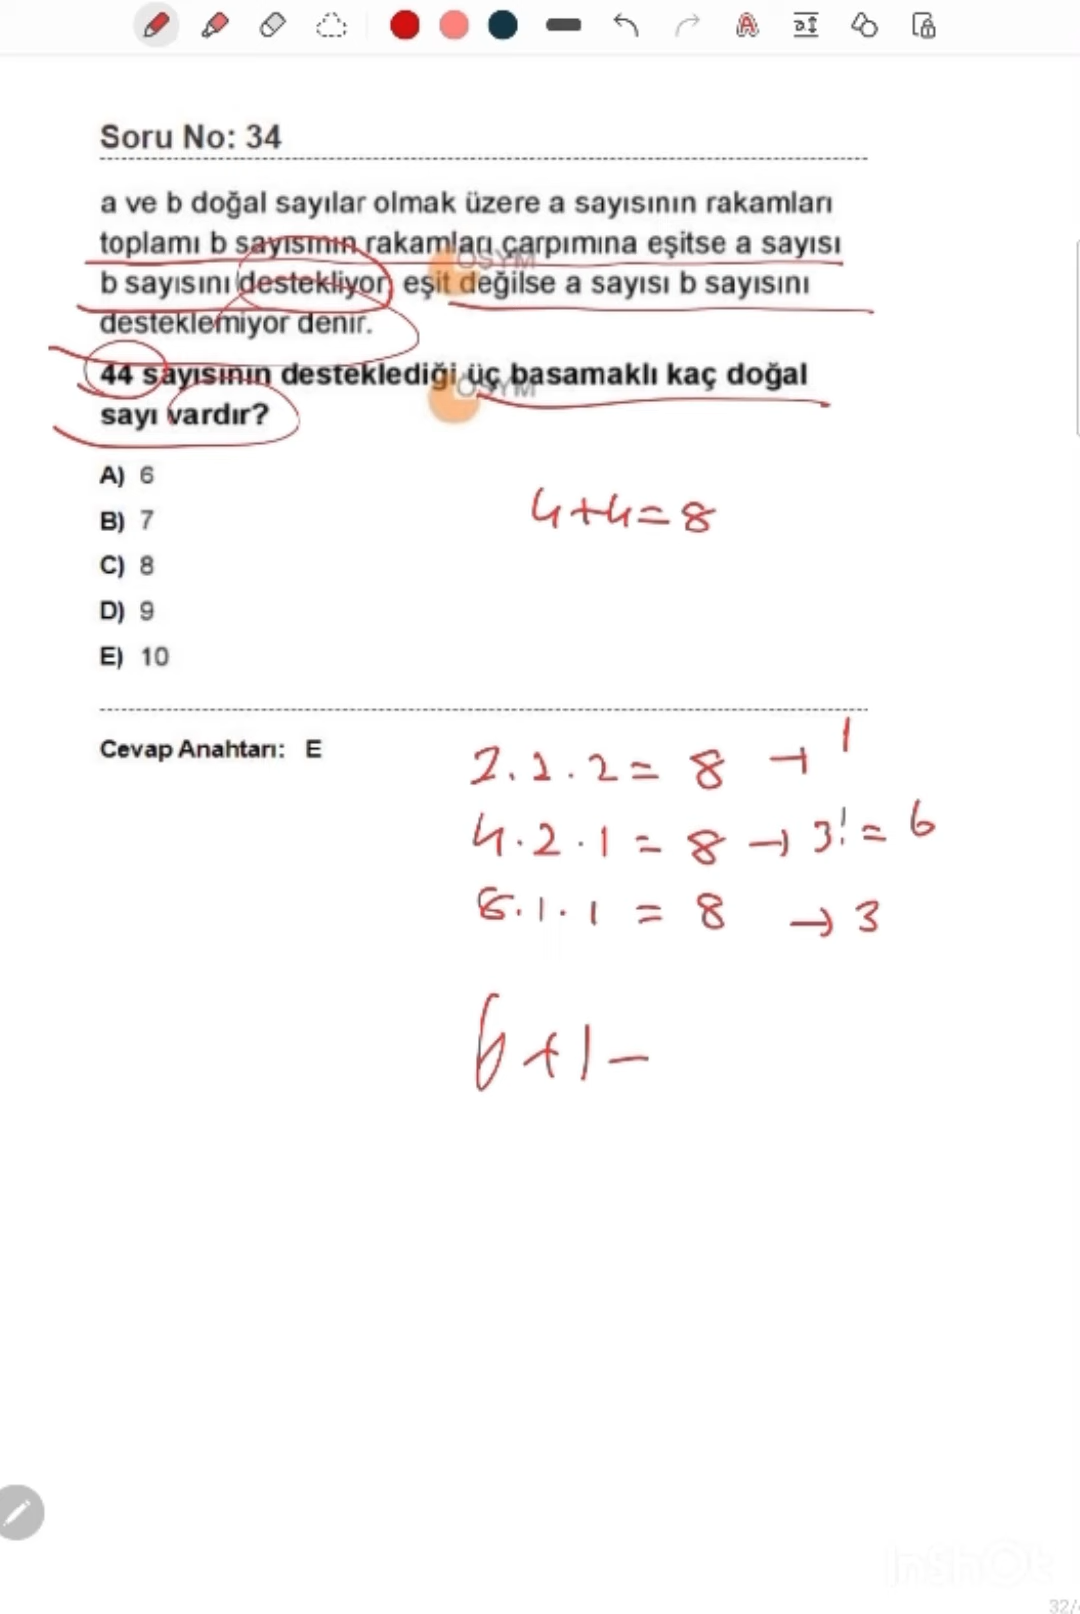 Soru No: 34
a ve b doğal sayılar olmak üzere a sayısının rakamları
toplamı b sayısının rakamları çarpımına eşitse a sayısı
ÖSYM
b sayısını destekliyor, eşit değilse a sayısı b sayısını
desteklemiyor denir.
44 sayısının desteklediği üç basamaklı kaç doğal
ÖSYM
sayı vardır?
A) 6
B) 7
C) 8
D) 9
E) 10
4+4=8
Cevap Anahtarı: E
2.2.2=8→1
4.2.1=8→3!=6
8.1.1=8→3
6+1-
InShOt